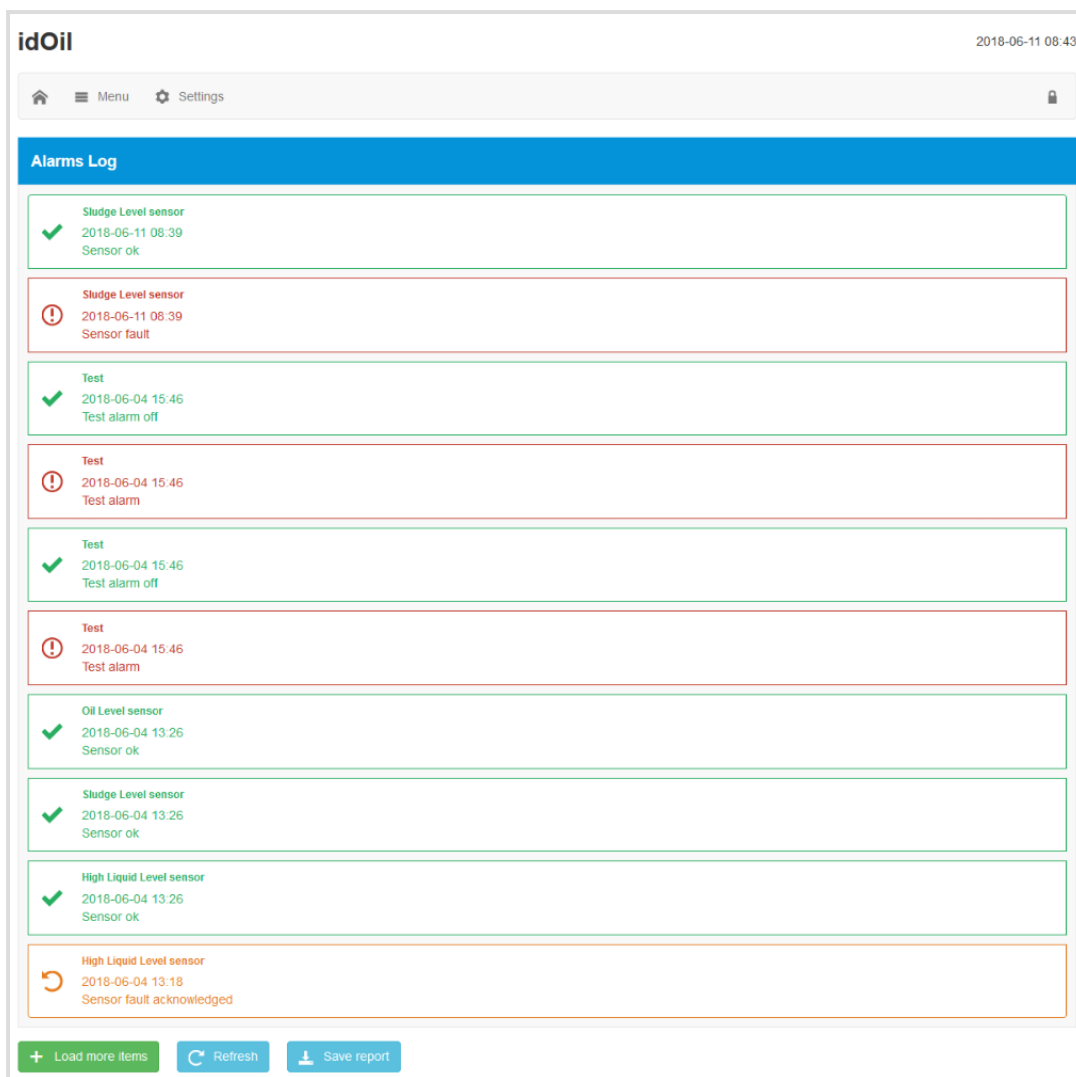 idOil
2018-06-11 08:43
Menu Settings
Alarms Log
Sludge Level sensor
2018-06-11 08:39
Sensor ok
Sludge Level sensor
2018-06-11 08:39
Sensor fault
Test
2018-06-04 15:46
Test alarm off
Test
2018-06-04 15:46
Test alarm
Test
2018-06-04 15:46
Test alarm off
Test
2018-06-04 15:46
Test alarm
Oil Level sensor
2018-06-04 13:26
Sensor ok
Sludge Level sensor
2018-06-04 13:26
Sensor ok
High Liquid Level sensor
2018-06-04 13:26
Sensor ok
High Liquid Level sensor
2018-06-04 13:18
Sensor fault acknowledged
Load more items Refresh Save report